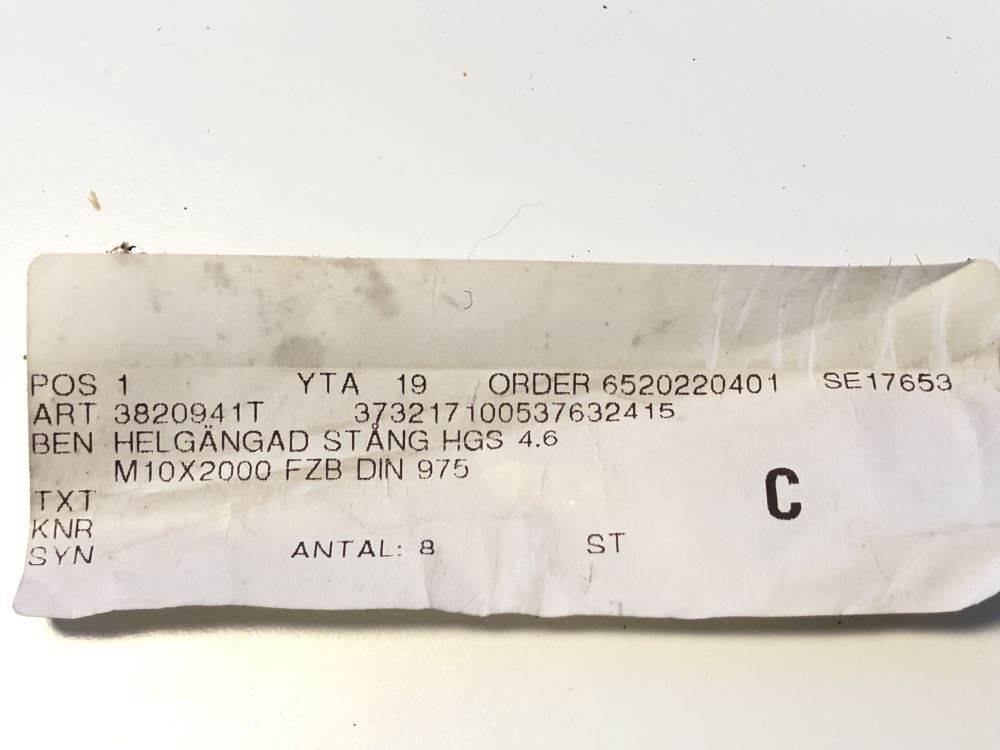 POS 1 YTA 19 ORDER 6520220401 SE17653
ART 3820941T 373217100537632415
BEN HELGÄNGAD STÅNG HGS 4.6
M10X2000 FZB DIN 975
C
TXT
KNR
SYN ANTAL: 8 ST